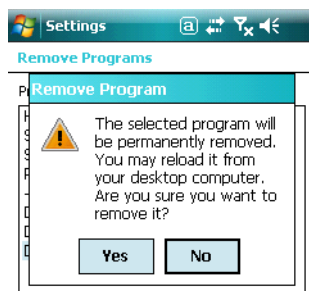 Settings
a
Remove Programs
Remove Program
The selected program will
be permanently removed.
You may reload it from
your desktop computer.
Are you sure you want to
remove it?
Yes
No